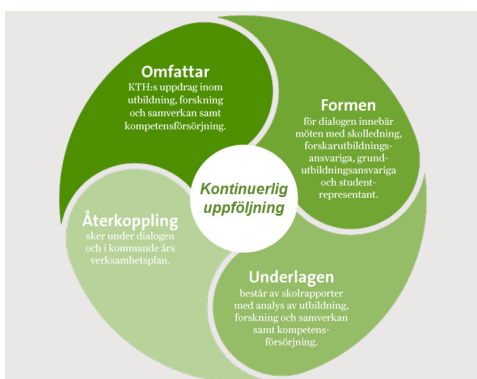 Omfattar
KTH:s uppdrag inom
utbildning, forskning
och samverkan samt
kompetensförsörjning.
Formen
för dialogen innebär
möten med skolledning,
forskarutbildnings-
ansvariga, grund-
utbildningsansvariga
och student-
representant.
Kontinuerlig
uppföljning
Återkoppling
sker under dialogen
och i kommande års
verksamhetsplan.
Underlagen
består av skolrapporter
med analys av utbildning,
forskning och samverkan
samt kompetens-
försörjning.